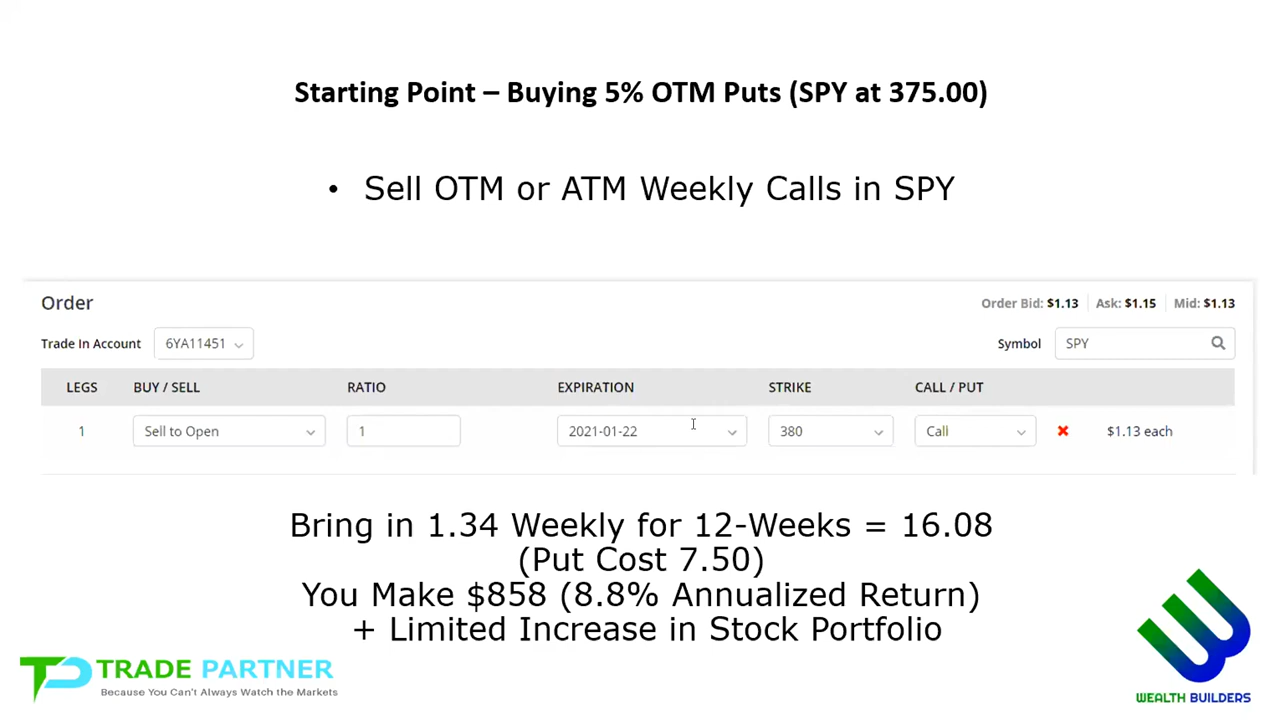 Starting Point – Buying 5% OTM Puts (SPY at 375.00)
• Sell OTM or ATM Weekly Calls in SPY
Order
Order Bid: $1.13 Ask: $1.15 Mid: $1.13
Trade In Account 6YA11451 Symbol SPY
LEGS BUY / SELL RATIO EXPIRATION STRIKE CALL / PUT
1 Sell to Open 1 2021-01-22 380 Call $1.13 each
Bring in 1.34 Weekly for 12-Weeks = 16.08
(Put Cost 7.50)
You Make $858 (8.8% Annualized Return)
+ Limited Increase in Stock Portfolio
TRADE PARTNER
Because You Can't Always Watch the Markets
WEALTH BUILDERS